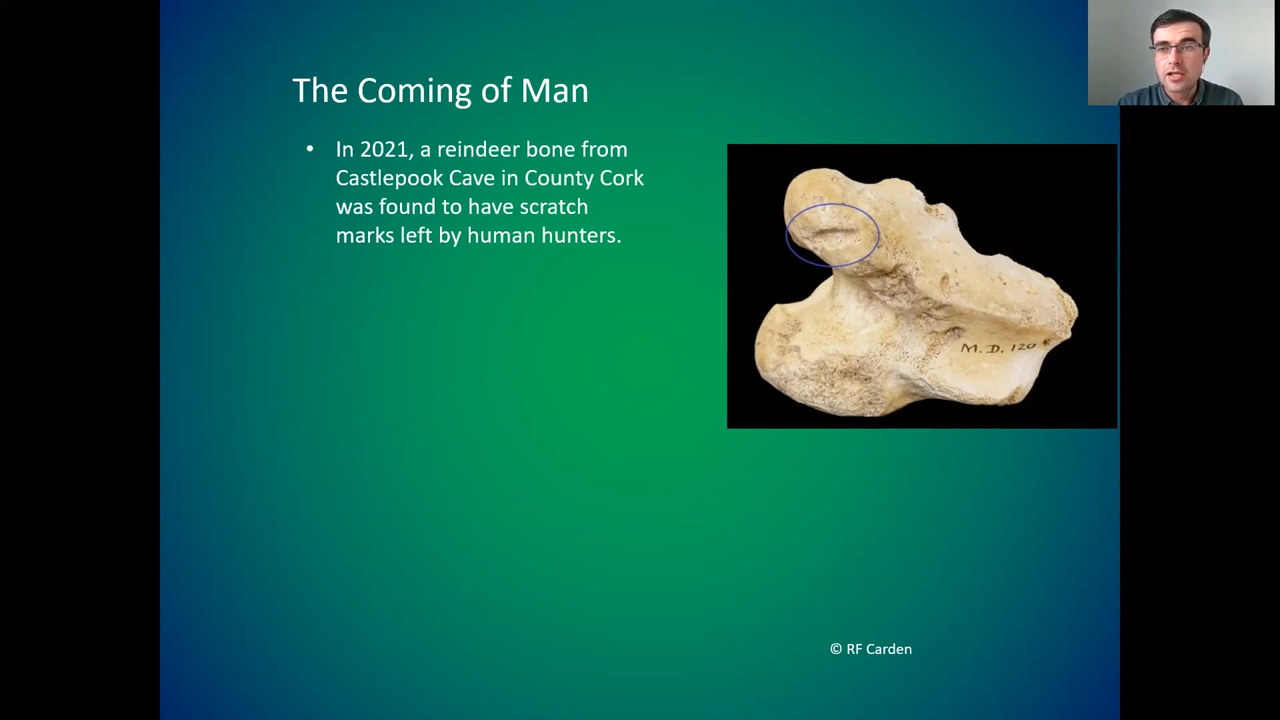 The Coming of Man
• In 2021, a reindeer bone from
Castlepook Cave in County Cork
was found to have scratch
marks left by human hunters.
M.D. 120
© RF Carden